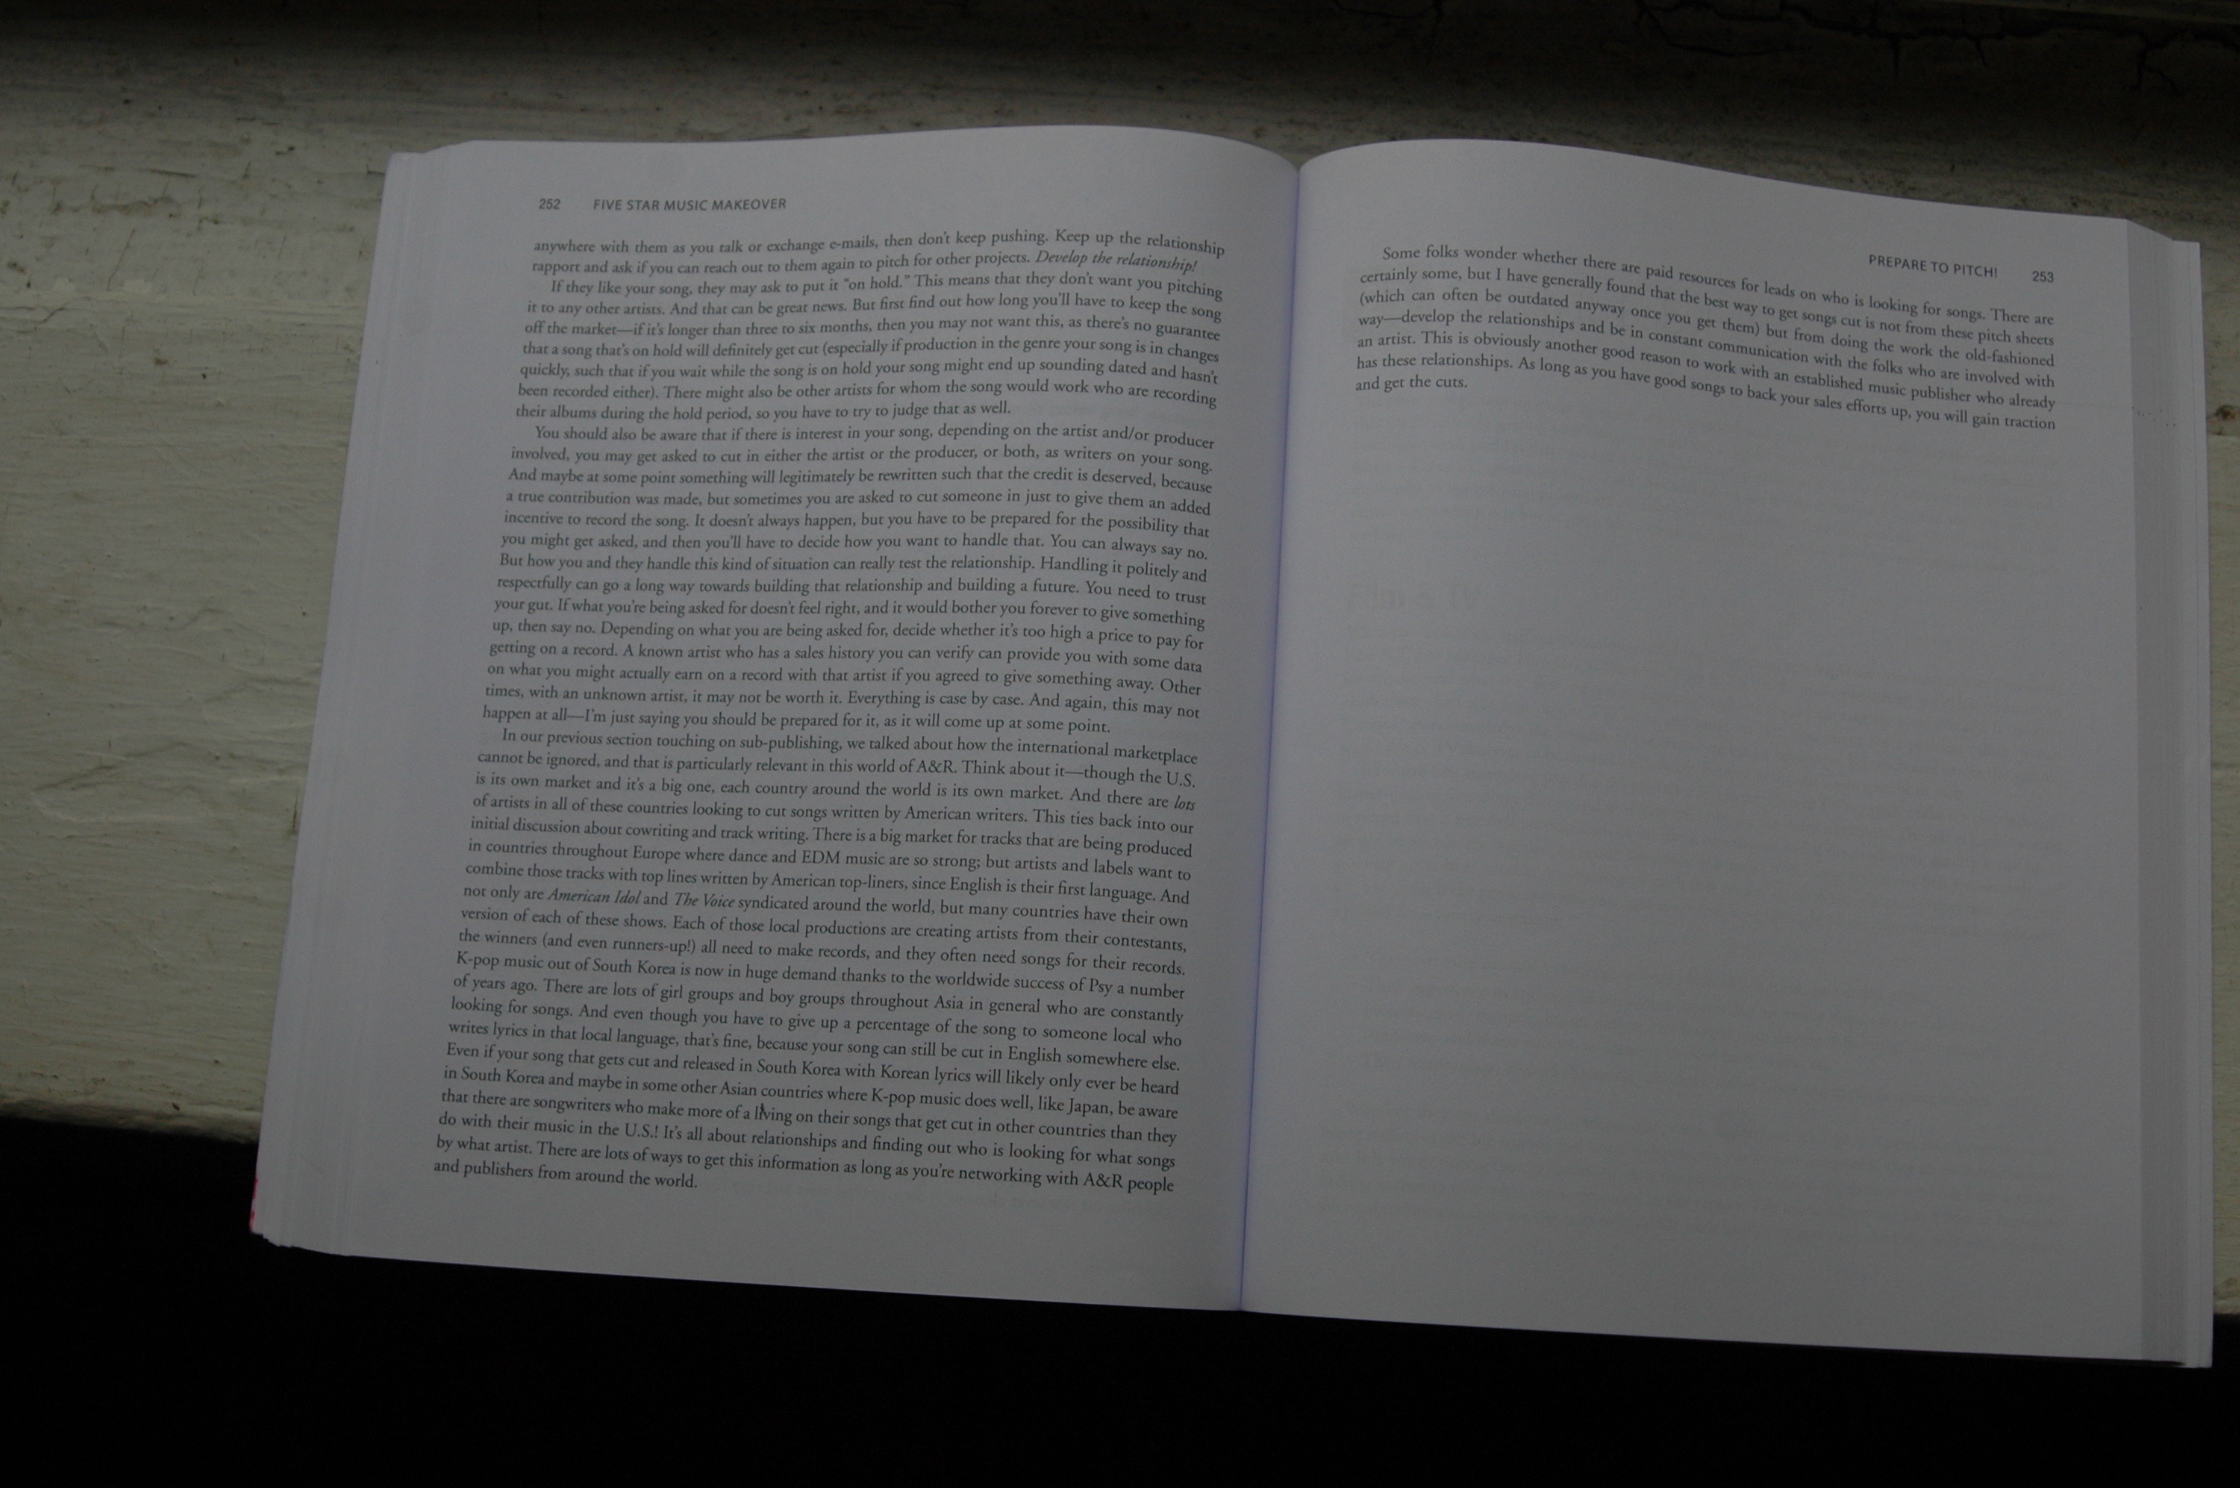 252 FIVE STAR MUSIC MAKEOVER
anywhere with them as you talk or exchange e-mails, then don't keep pushing. Keep up the relationship
rapport and ask if you can reach out to them again to pitch for other projects. Develop the relationship!
If they like your song, they may ask to put it “on hold.” This means that they don't want you pitching
it to any other artists. And that can be great news. But first find out how long you'll have to keep the song
off the market—if it's longer than three to six months, then you may not want this, as there's no guarantee
that a song that's on hold will definitely get cut (especially if production in the genre your song is in changes
quickly, such that if you wait while the song is on hold your song might end up sounding dated and hasn't
been recorded either). There might also be other artists for whom the song would work who are recording
their albums during the hold period, so you have to try to judge that as well.
You should also be aware that if there is interest in your song, depending on the artist and/or producer
involved, you may get asked to cut in either the artist or the producer, or both, as writers on your song.
And maybe at some point something will legitimately be rewritten such that the credit is deserved, because
a true contribution was made, but sometimes you are asked to cut someone in just to give them an added
incentive to record the song. It doesn't always happen, but you have to be prepared for the possibility that
you might get asked, and then you'll have to decide how you want to handle that. You can always say no.
But how you and they handle this kind of situation can really test the relationship. Handling it politely and
respectfully can go a long way towards building that relationship and building a future. You need to trust
your gut. If what you're being asked for doesn't feel right, and it would bother you forever to give something
up, then say no. Depending on what you are being asked for, decide whether it's too high a price to pay for
getting on a record. A known artist who has a sales history you can verify can provide you with some data
on what you might actually earn on a record with that artist if you agreed to give something away. Other
times, with an unknown artist, it may not be worth it. Everything is case by case. And again, this may not
happen at all—I'm just saying you should be prepared for it, as it will come up at some point.
In our previous section touching on sub-publishing, we talked about how the international marketplace
cannot be ignored, and that is particularly relevant in this world of A&R. Think about it—though the U.S.
is its own market and it's a big one, each country around the world is its own market. And there are lots
of artists in all of these countries looking to cut songs written by American writers. This ties back into our
initial discussion about cowriting and track writing. There is a big market for tracks that are being produced
in countries throughout Europe where dance and EDM music are so strong; but artists and labels want to
combine those tracks with top lines written by American top-liners, since English is their first language. And
not only are American Idol and The Voice syndicated around the world, but many countries have their own
version of each of these shows. Each of those local productions are creating artists from their contestants,
the winners (and even runners-up!) all need to make records, and they often need songs for their records.
K-pop music out of South Korea is now in huge demand thanks to the worldwide success of Psy a number
of years ago. There are lots of girl groups and boy groups throughout Asia in general who are constantly
looking for songs. And even though you have to give up a percentage of the song to someone local who
writes lyrics in that local language, that's fine, because your song can still be cut in English somewhere else.
Even if your song that gets cut and released in South Korea with Korean lyrics will likely only ever be heard
in South Korea and maybe in some other Asian countries where K-pop music does well, like Japan, be aware
that there are songwriters who make more of a living on their songs that get cut in other countries than they
do with their music in the U.S.! It's all about relationships and finding out who is looking for what songs
by what artist. There are lots of ways to get this information as long as you're networking with A&R people
and publishers from around the world.
PREPARE TO PITCH! 253
Some folks wonder whether there are paid resources for leads on who is looking for songs. There are
certainly some, but I have generally found that the best way to get songs cut is not from these pitch sheets
(which can often be outdated anyway once you get them) but from doing the work the old-fashioned
way—develop the relationships and be in constant communication with the folks who are involved with
an artist. This is obviously another good reason to work with an established music publisher who already
has these relationships. As long as you have good songs to back your sales efforts up, you will gain traction
and get the cuts.